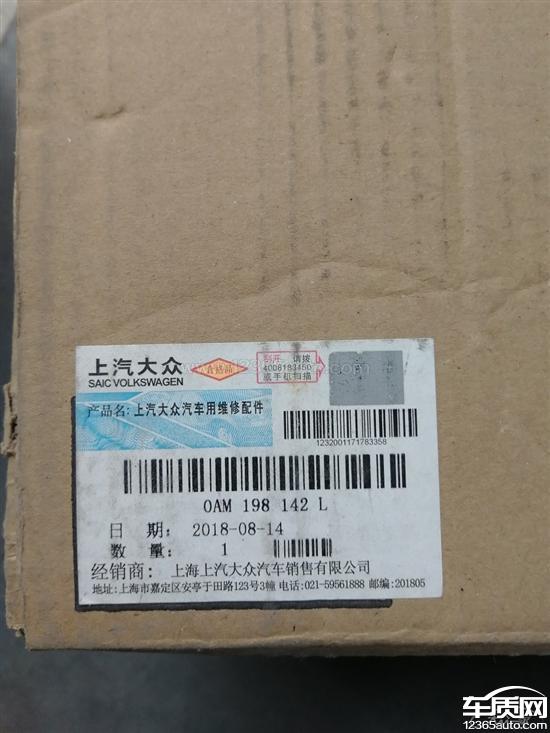 上汽大众
SAIC VOLKSWAGEN
合格品
刮开 请拨
4008183450
或手机扫描
产品名: 上汽大众汽车用维修配件
1232001171783358
0AM 198 142 L
日 期: 2018-08-14
数 量: 1
经销商: 上海上汽大众汽车销售有限公司
地址:上海市嘉定区安亭于田路123号3幢 电话:021-59561888 邮编:201805
车质网
12365auto.com